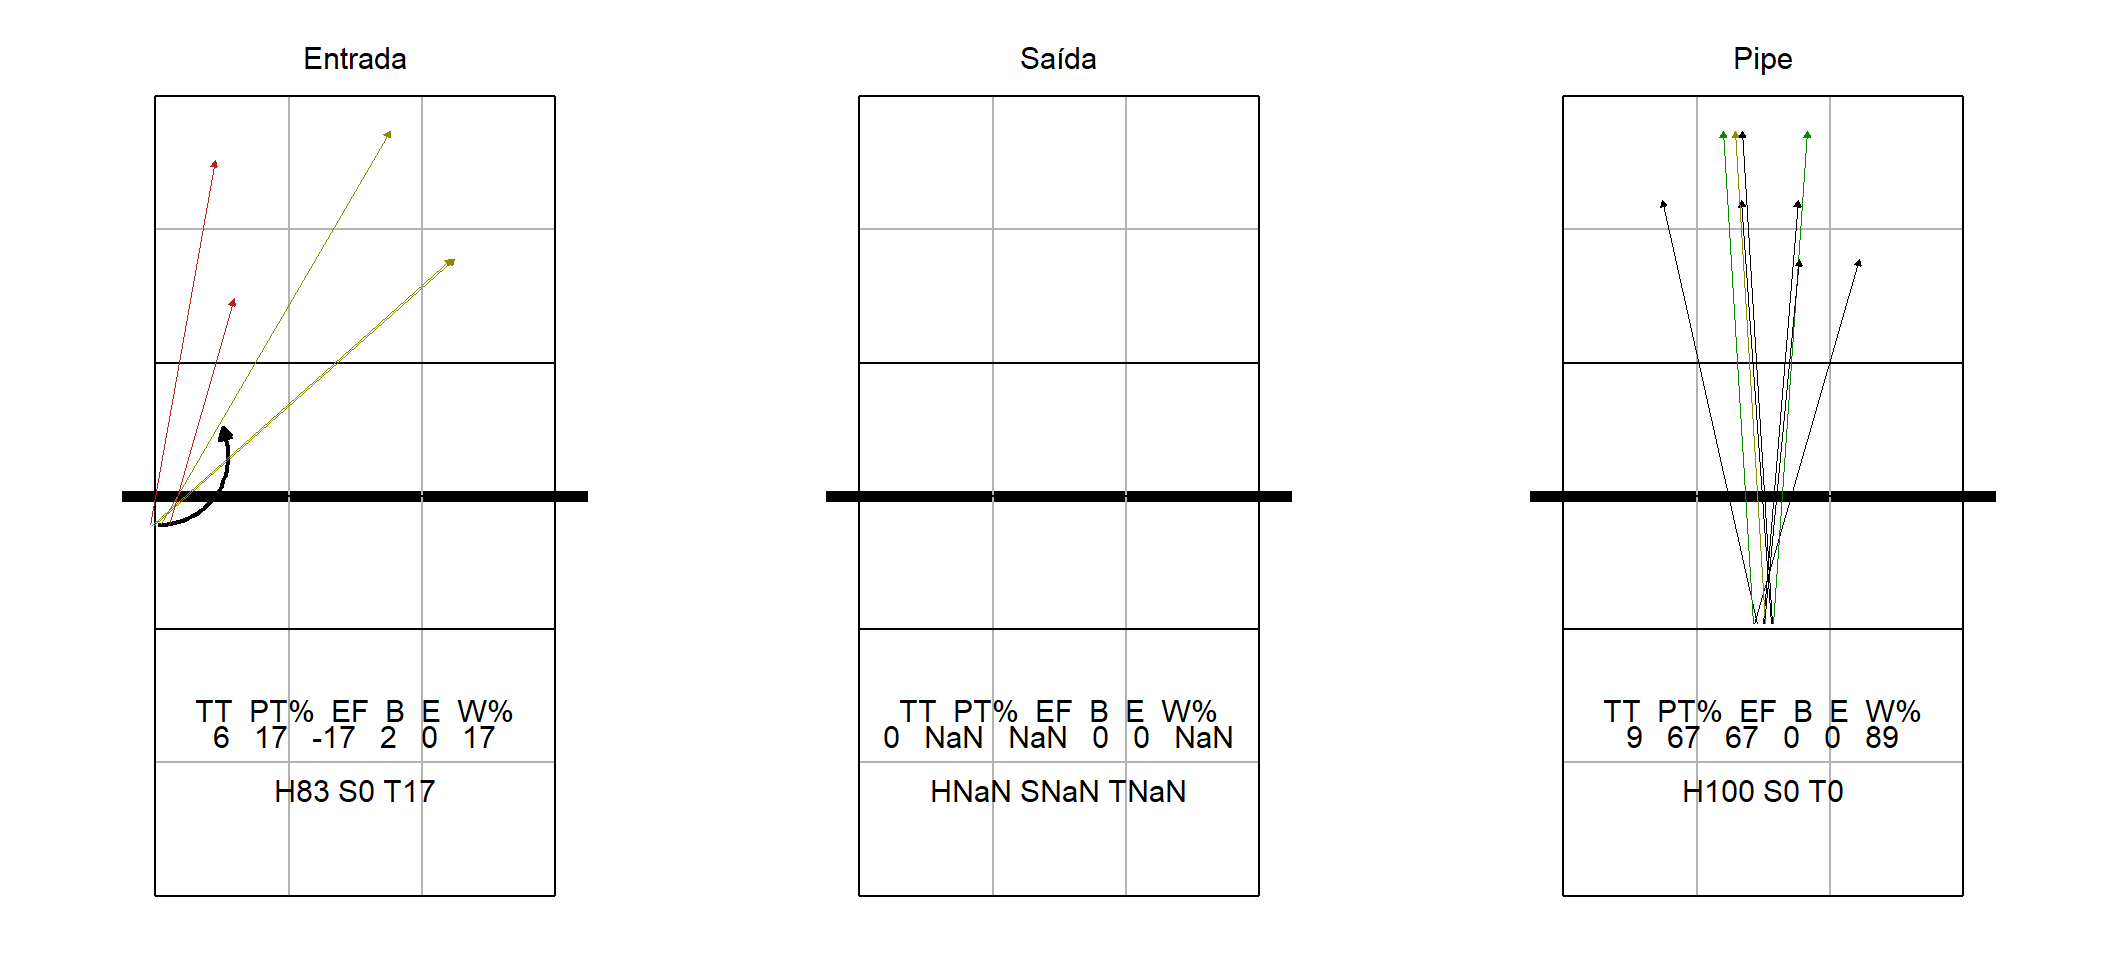 Entrada
TT PT% EF B E W%
6 17 -17 2 0 17
H83 S0 T17
Saída
TT PT% EF B E W%
0 NaN NaN 0 0 NaN
HNaN SNaN TNaN
Pipe
TT PT% EF B E W%
9 67 67 0 0 89
H100 S0 T0